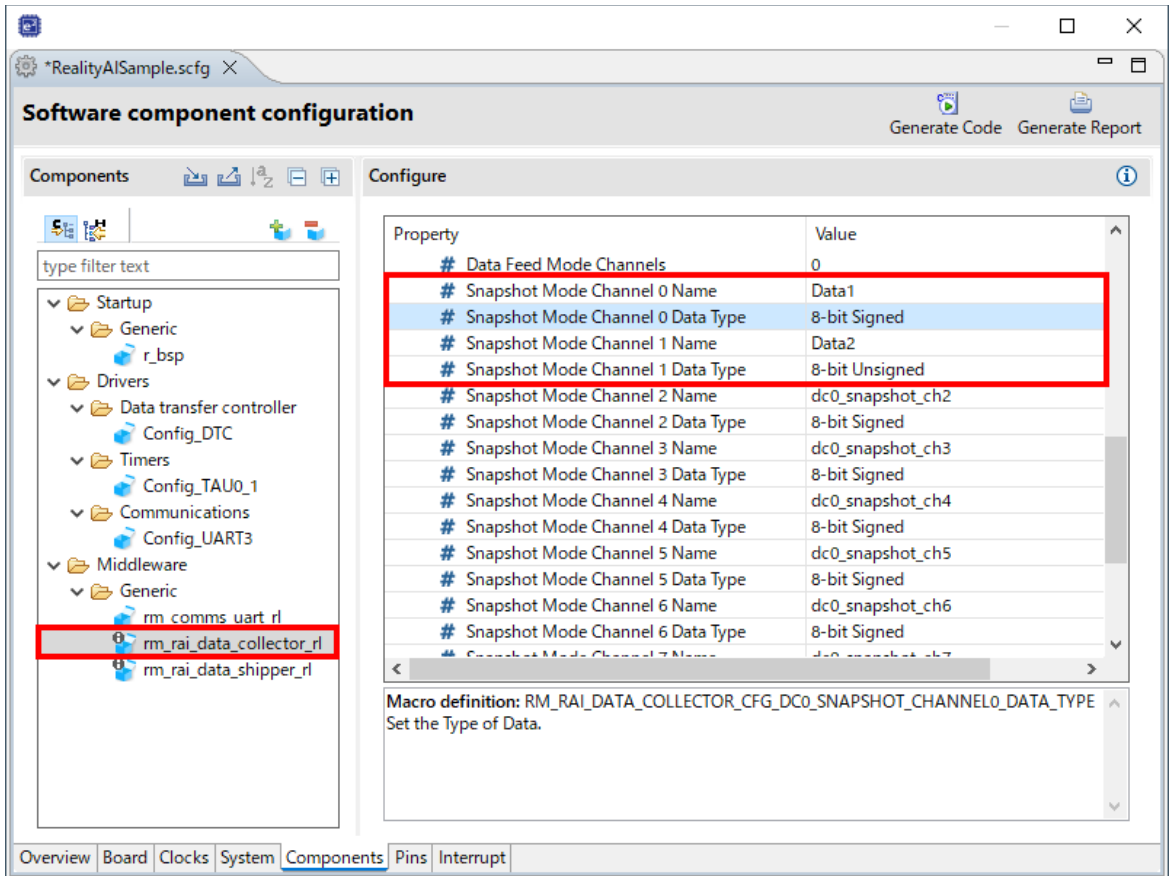 *RealityAISample.scfg
Software component configuration
Generate Code Generate Report
Components
type filter text
Startup
Generic
r_bsp
Drivers
Data transfer controller
Config_DTC
Timers
Config_TAU0_1
Communications
Config_UART3
Middleware
Generic
rm_comms_uart_rl
rm_rai_data_collector_rl
rm_rai_data_shipper_rl
Configure
Property Value
# Data Feed Mode Channels 0
# Snapshot Mode Channel 0 Name Data1
# Snapshot Mode Channel 0 Data Type 8-bit Signed
# Snapshot Mode Channel 1 Name Data2
# Snapshot Mode Channel 1 Data Type 8-bit Unsigned
# Snapshot Mode Channel 2 Name dc0_snapshot_ch2
# Snapshot Mode Channel 2 Data Type 8-bit Signed
# Snapshot Mode Channel 3 Name dc0_snapshot_ch3
# Snapshot Mode Channel 3 Data Type 8-bit Signed
# Snapshot Mode Channel 4 Name dc0_snapshot_ch4
# Snapshot Mode Channel 4 Data Type 8-bit Signed
# Snapshot Mode Channel 5 Name dc0_snapshot_ch5
# Snapshot Mode Channel 5 Data Type 8-bit Signed
# Snapshot Mode Channel 6 Name dc0_snapshot_ch6
# Snapshot Mode Channel 6 Data Type 8-bit Signed
# Snapshot Mode Channel 7 Name dc0_snapshot_ch7
Macro definition: RM_RAI_DATA_COLLECTOR_CFG_DC0_SNAPSHOT_CHANNEL0_DATA_TYPE
Set the Type of Data.
Overview Board Clocks System Components Pins Interrupt